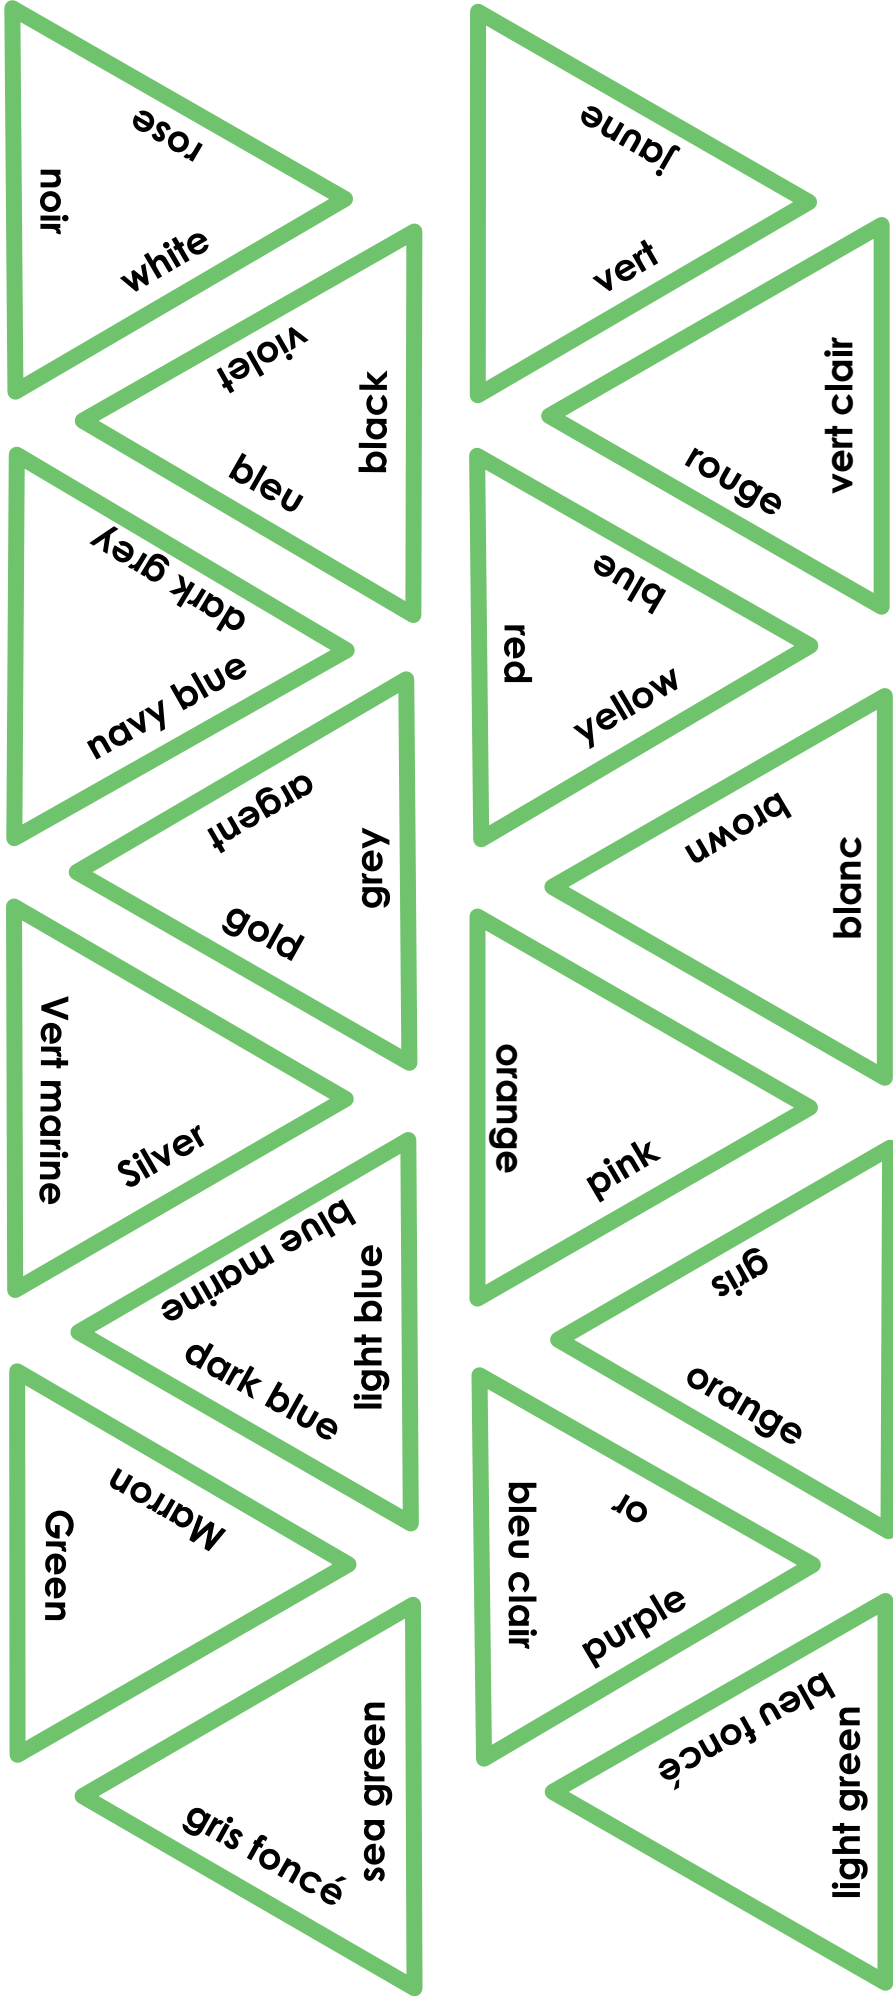 rose
noir
white
violet
black
bleu
dark grey
navy blue
argent
grey
gold
Vert marine
Silver
blue marine
light blue
dark blue
Marron
Green
sea green
gris foncé
jaune
vert
vert clair
rouge
blue
red
yellow
brown
blanc
orange
pink
gris
orange
or
bleu clair
purple
bleu foncé
light green